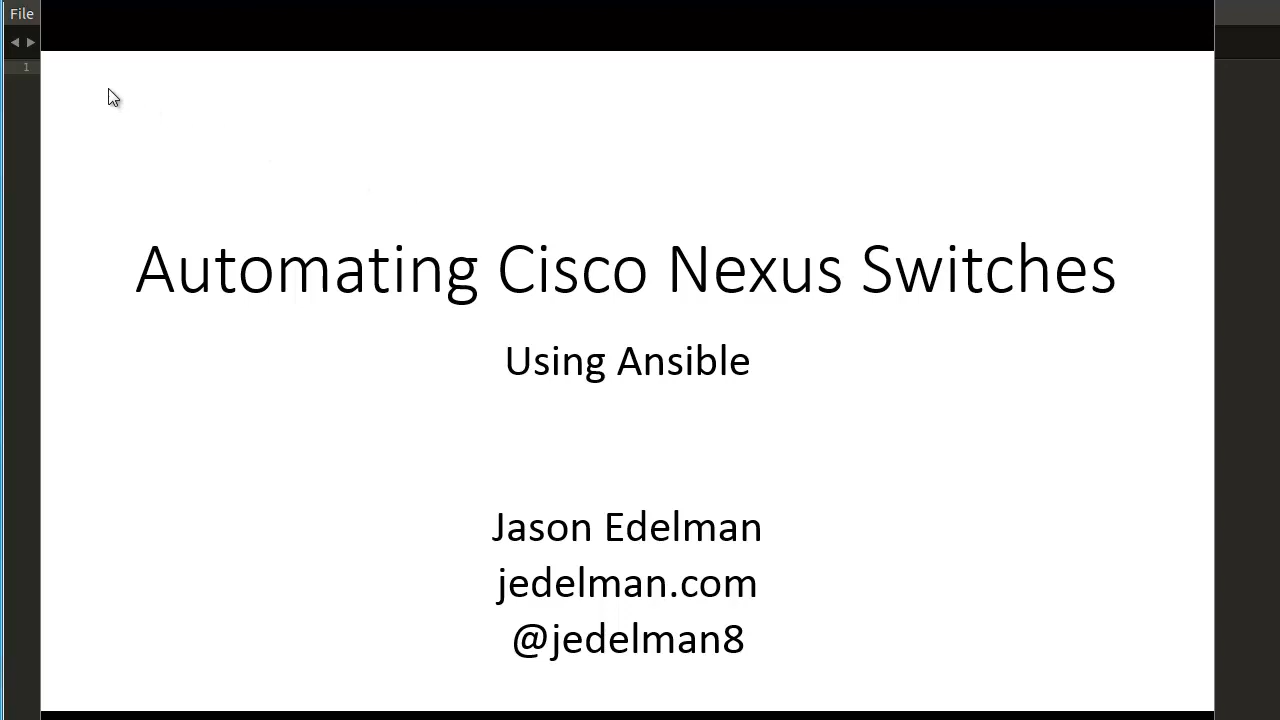 File
1
Automating Cisco Nexus Switches
Using Ansible
Jason Edelman
jedelman.com
@jedelman8